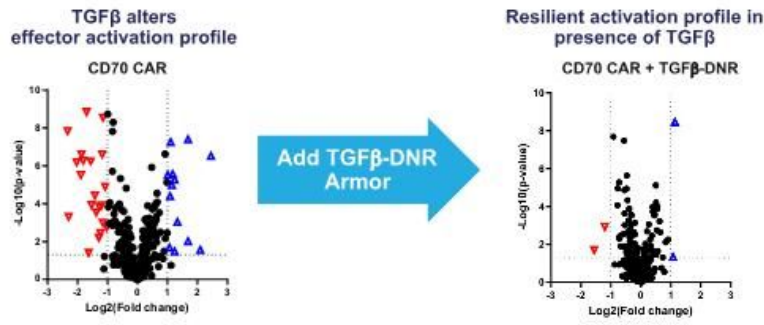 TGFβ alters
effector activation profile
CD70 CAR
10
8
6
4
2
0
-Log10(p-value)
-3 -2 -1 0 1 2 3
Log2(Fold change)
Add TGFβ-DNR
Armor
Resilient activation profile in
presence of TGFβ
CD70 CAR + TGFβ-DNR
10
8
6
4
2
0
-Log10(p-value)
-3 -2 -1 0 1 2 3
Log2(Fold change)